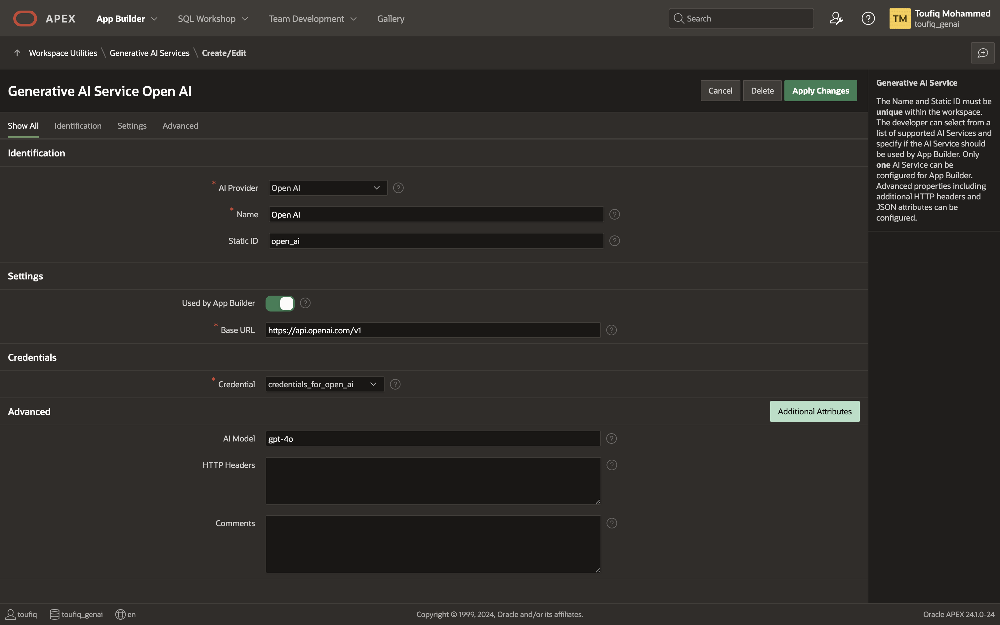 APEX App Builder SQL Workshop Team Development Gallery Search TM Toufiq Mohammed
toufiq_genai
Workspace Utilities \ Generative AI Services \ Create/Edit
Generative AI Service Open AI
Cancel Delete Apply Changes
Show All Identification Settings Advanced
Identification
* AI Provider Open AI ?
* Name Open AI ?
Static ID open_ai ?
Settings
Used by App Builder ?
* Base URL https://api.openai.com/v1 ?
Credentials
* Credential credentials_for_open_ai ?
Advanced Additional Attributes
AI Model gpt-4o ?
HTTP Headers ?
Comments ?
Generative AI Service
The Name and Static ID must be
unique within the workspace.
The developer can select from a
list of supported AI Services and
specify if the AI Service should
be used by App Builder. Only
one AI Service can be
configured for App Builder.
Advanced properties including
additional HTTP headers and
JSON attributes can be
configured.
toufiq toufiq_genai en Copyright © 1999, 2024, Oracle and/or its affiliates. Oracle APEX 24.1.0-24